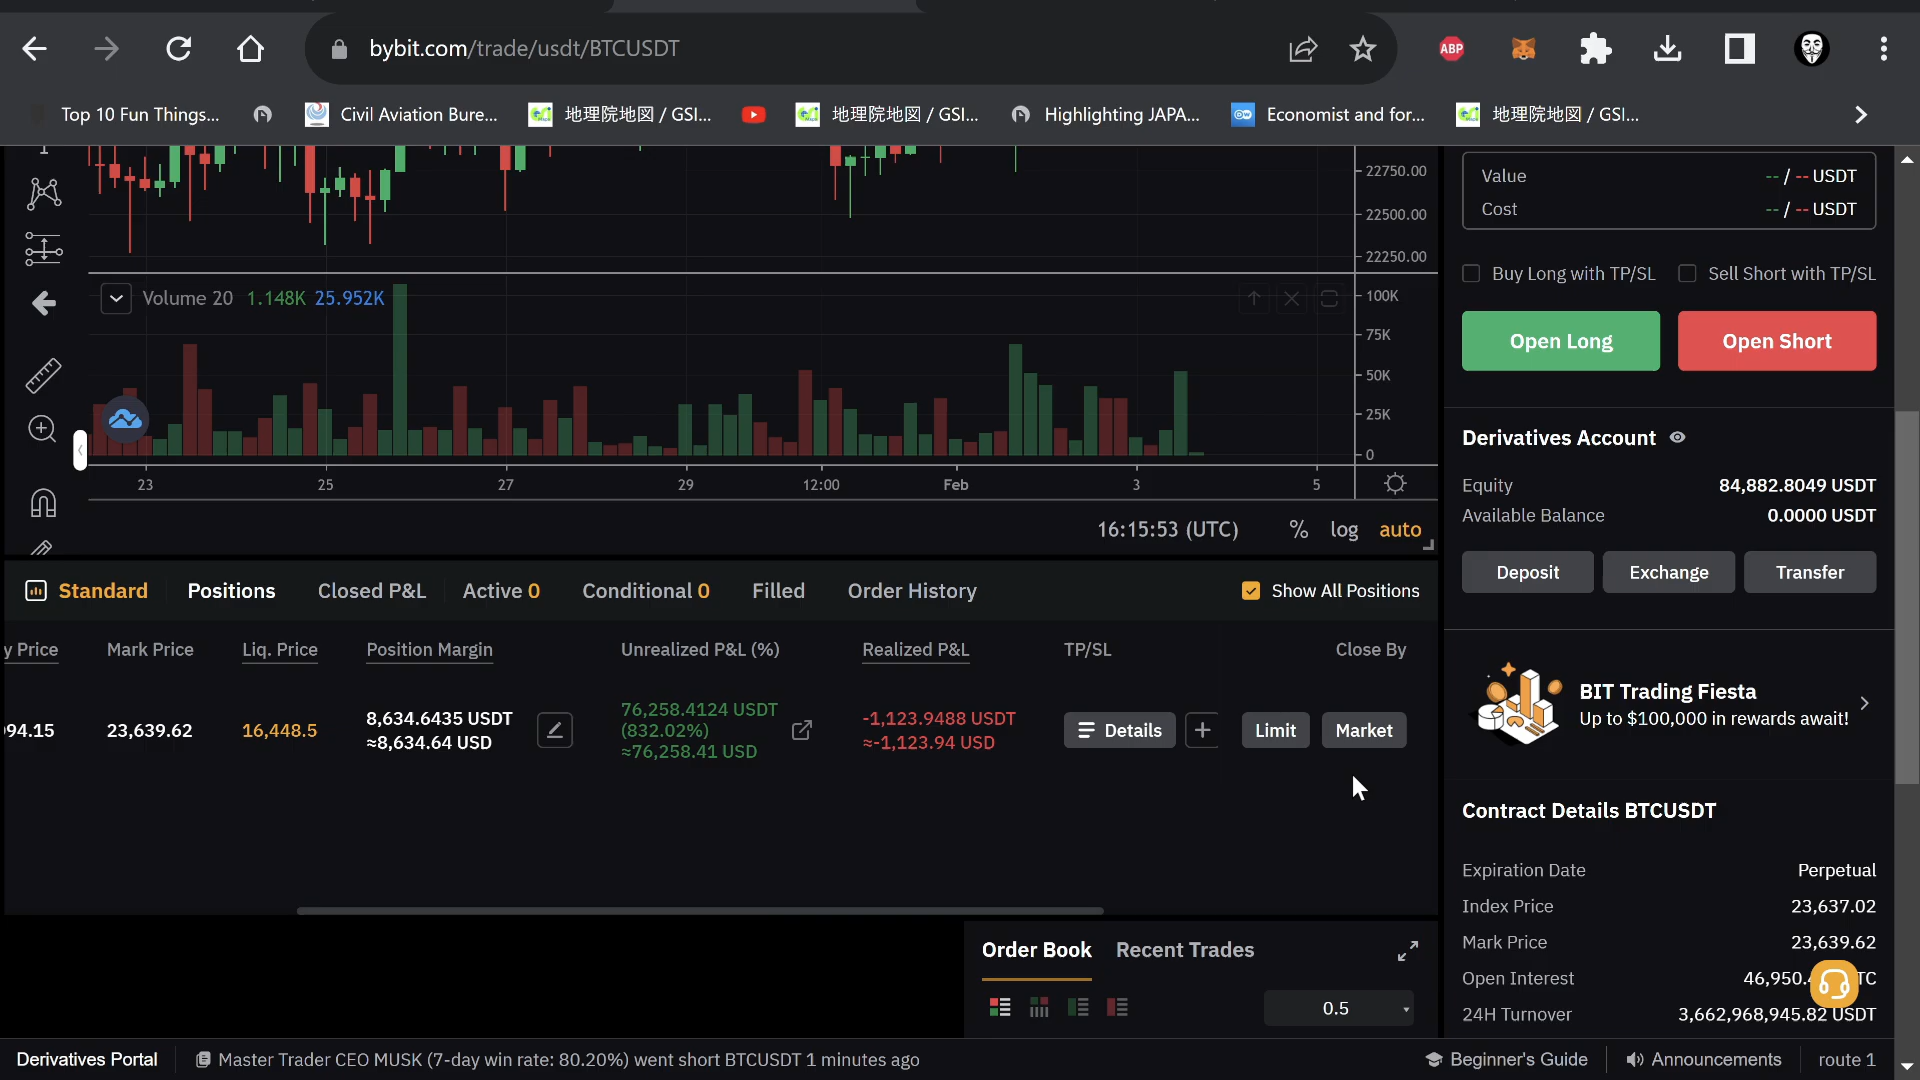 bybit.com/trade/usdt/BTCUSDT
ABP
Top 10 Fun Things...
Civil Aviation Bure...
地理院地図 / GSI...
地理院地図 / GSI...
Highlighting JAPA...
Economist and for...
地理院地図 / GSI...
22750.00
22500.00
22250.00
Volume 20 1.148K 25.952K
100K
75K
50K
25K
0
23 25 27 29 12:00 Feb 3 5
16:15:53 (UTC) % log auto
Value -- / -- USDT
Cost -- / -- USDT
Buy Long with TP/SL Sell Short with TP/SL
Open Long Open Short
Derivatives Account
Equity 84,882.8049 USDT
Available Balance 0.0000 USDT
Deposit Exchange Transfer
Standard Positions Closed P&L Active 0 Conditional 0 Filled Order History Show All Positions
y Price Mark Price Liq. Price Position Margin Unrealized P&L (%) Realized P&L TP/SL Close By
94.15 23,639.62 16,448.5
8,634.6435 USDT
≈8,634.64 USD
76,258.4124 USDT
(832.02%)
≈76,258.41 USD
-1,123.9488 USDT
≈-1,123.94 USD
Details + Limit Market
BIT Trading Fiesta
Up to $100,000 in rewards await!
Contract Details BTCUSDT
Expiration Date Perpetual
Index Price 23,637.02
Mark Price 23,639.62
Open Interest 46,950. TC
24H Turnover 3,662,968,945.82 USDT
Order Book Recent Trades
0.5
Derivatives Portal
Master Trader CEO MUSK (7-day win rate: 80.20%) went short BTCUSDT 1 minutes ago
Beginner's Guide Announcements route 1